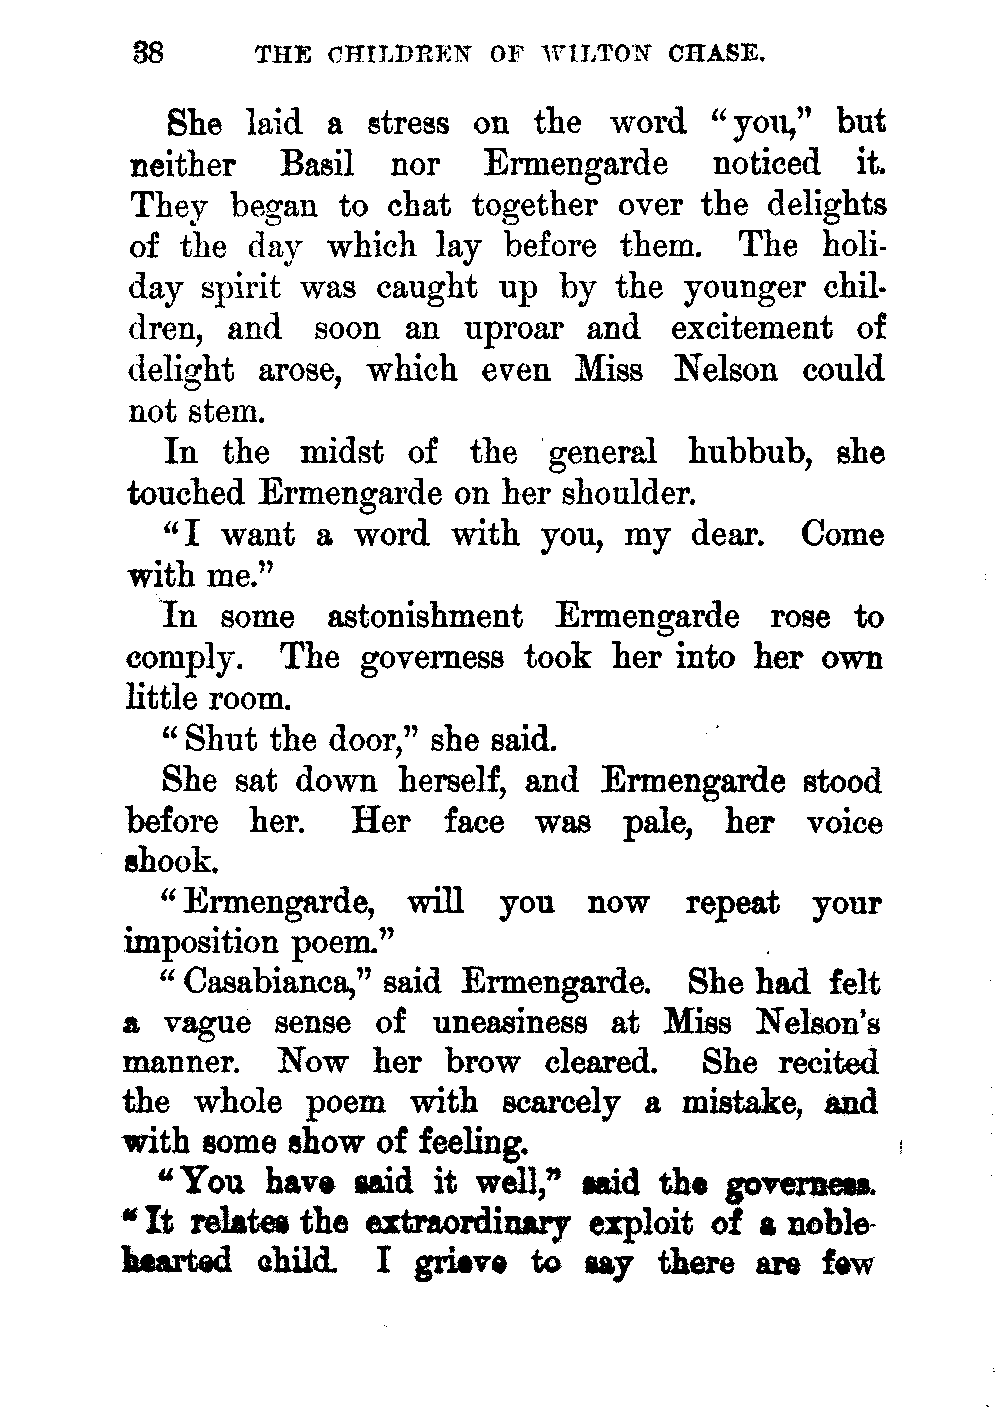 38 THE CHILDREN OF WILTON CHASE.
She laid a stress on the word “you,” but
neither Basil nor Ermengarde noticed it.
They began to chat together over the delights
of the day which lay before them. The holi-
day spirit was caught up by the younger chil-
dren, and soon an uproar and excitement of
delight arose, which even Miss Nelson could
not stem.
In the midst of the general hubbub, she
touched Ermengarde on her shoulder.
“I want a word with you, my dear. Come
with me.”
In some astonishment Ermengarde rose to
comply. The governess took her into her own
little room.
“Shut the door,” she said.
She sat down herself, and Ermengarde stood
before her. Her face was pale, her voice
shook.
“Ermengarde, will you now repeat your
imposition poem.”
“Casabianca,” said Ermengarde. She had felt
a vague sense of uneasiness at Miss Nelson’s
manner. Now her brow cleared. She recited
the whole poem with scarcely a mistake, and
with some show of feeling.
“You have said it well,” said the governess.
“It relates the extraordinary exploit of a noble-
hearted child. I grieve to say there are few